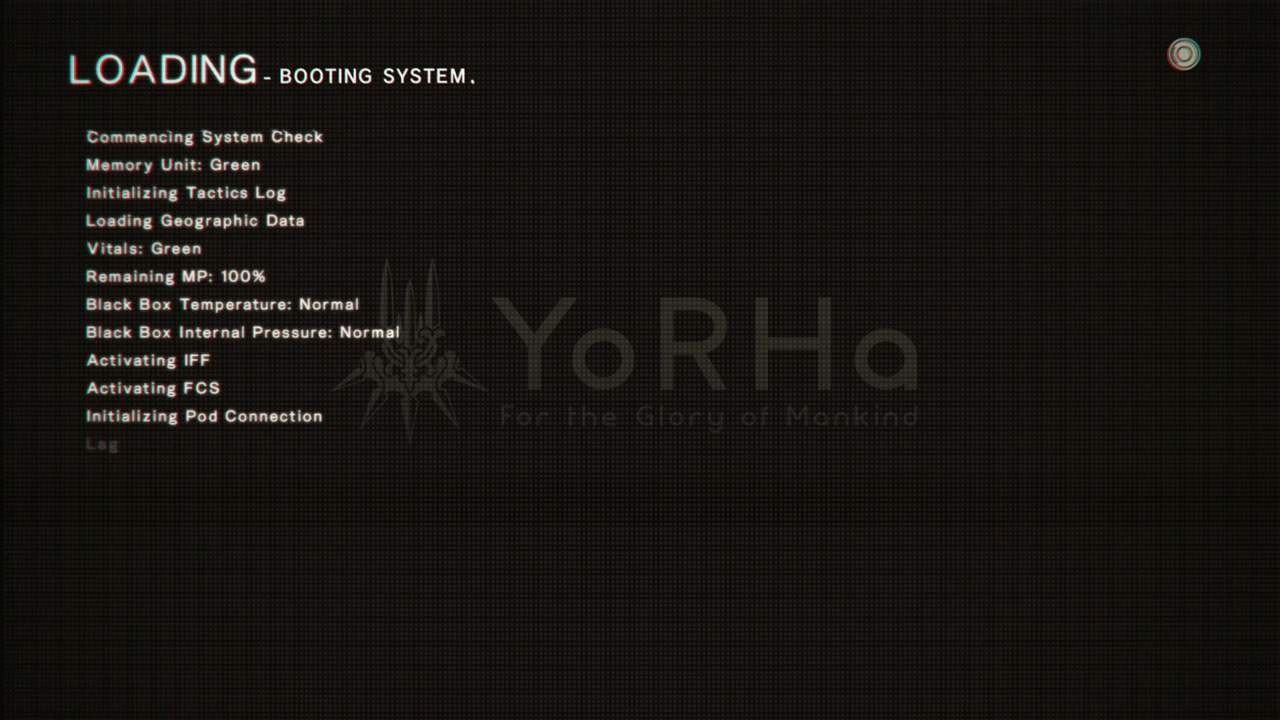 LOADING - BOOTING SYSTEM.
Commencing System Check
Memory Unit: Green
Initializing Tactics Log
Loading Geographic Data
Vitals: Green
Remaining MP: 100%
Black Box Temperature: Normal
Black Box Internal Pressure: Normal
Activating IFF
Activating FCS
Initializing Pod Connection
Lag
YoRHa
For the Glory of Mankind